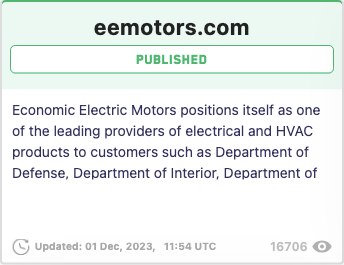 eemotors.com
PUBLISHED
Economic Electric Motors positions itself as one
of the leading providers of electrical and HVAC
products to customers such as Department of
Defense, Department of Interior, Department of
Updated: 01 Dec, 2023, 11:54 UTC
16706